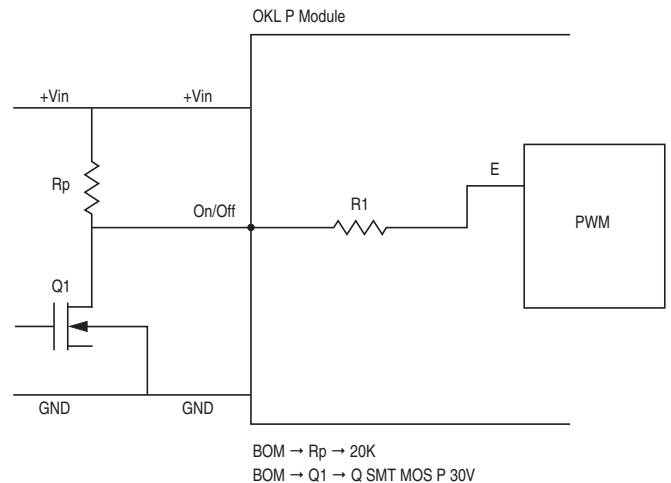 OKL P Module
+Vin +Vin
Rp
E
R1
On/Off
PWM
Q1
GND GND
BOM → Rp → 20K
BOM → Q1 → Q SMT MOS P 30V